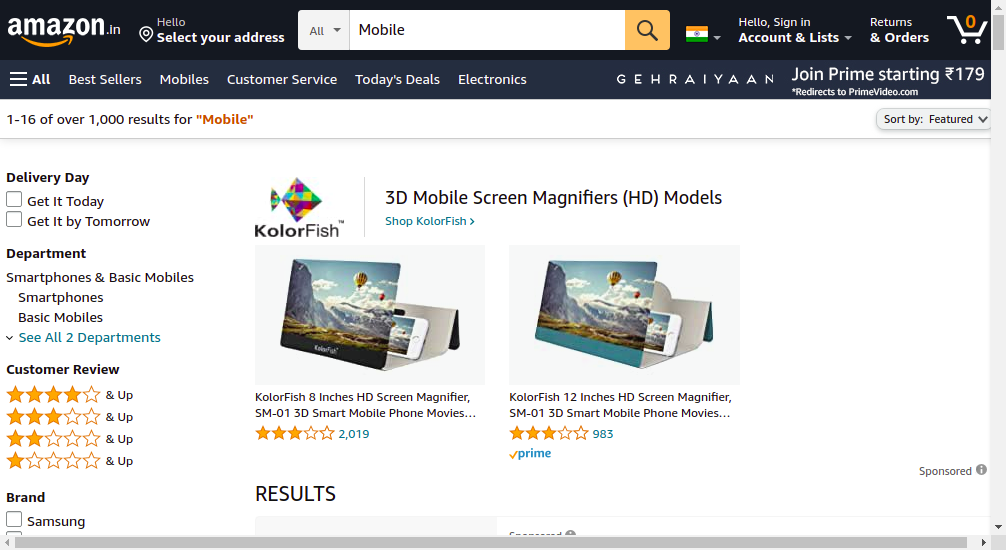 amazon.in
Hello
Select your address
All
Mobile
Hello, Sign in
Account & Lists
Returns
& Orders
0
All
Best Sellers
Mobiles
Customer Service
Today's Deals
Electronics
GEHRAIYAAN
Join Prime starting ₹179
*Redirects to PrimeVideo.com
1-16 of over 1,000 results for "Mobile"
Sort by: Featured
Delivery Day
Get It Today
Get It by Tomorrow
Department
Smartphones & Basic Mobiles
Smartphones
Basic Mobiles
See All 2 Departments
Customer Review
& Up
& Up
& Up
& Up
Brand
Samsung
KolorFish™
3D Mobile Screen Magnifiers (HD) Models
Shop KolorFish ›
KolorFish
KolorFish 8 Inches HD Screen Magnifier,
SM-01 3D Smart Mobile Phone Movies…
2,019
KolorFish 12 Inches HD Screen Magnifier,
SM-01 3D Smart Mobile Phone Movies…
983
prime
Sponsored
RESULTS
Sponsored